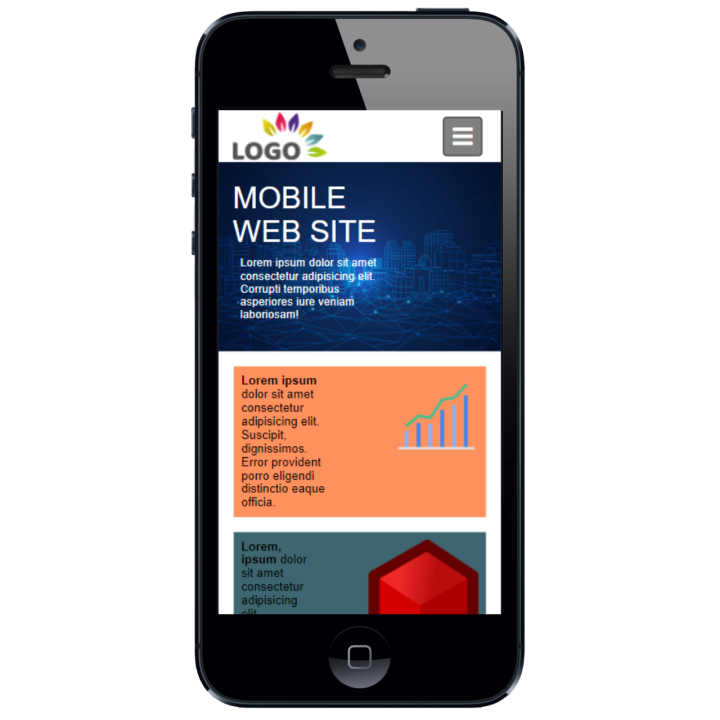 LOGO
MOBILE
WEB SITE
Lorem ipsum dolor sit amet
consectetur adipisicing elit.
Corrupti temporibus
asperiores iure veniam
laboriosam!
Lorem ipsum
dolor sit amet
consectetur
adipisicing elit.
Suscipit,
dignissimos.
Error provident
porro eligendi
distinctio eaque
officia.
Lorem,
ipsum dolor
sit amet
consectetur
adipisicing
elit